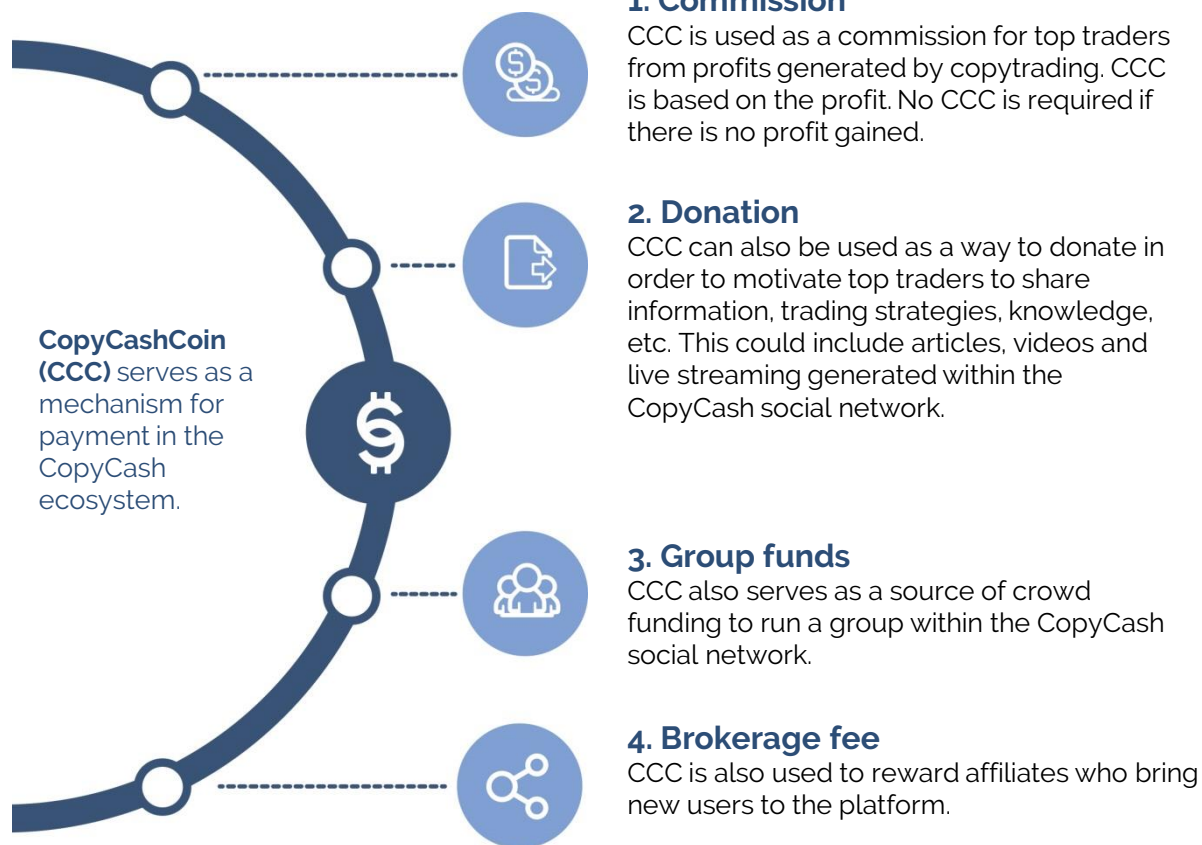 1. Commission
CCC is used as a commission for top traders
from profits generated by copytrading. CCC
is based on the profit. No CCC is required if
there is no profit gained.
2. Donation
CCC can also be used as a way to donate in
order to motivate top traders to share
information, trading strategies, knowledge,
etc. This could include articles, videos and
live streaming generated within the
CopyCash social network.
CopyCashCoin
(CCC) serves as a
mechanism for
payment in the
CopyCash
ecosystem.
3. Group funds
CCC also serves as a source of crowd
funding to run a group within the CopyCash
social network.
4. Brokerage fee
CCC is also used to reward affiliates who bring
new users to the platform.